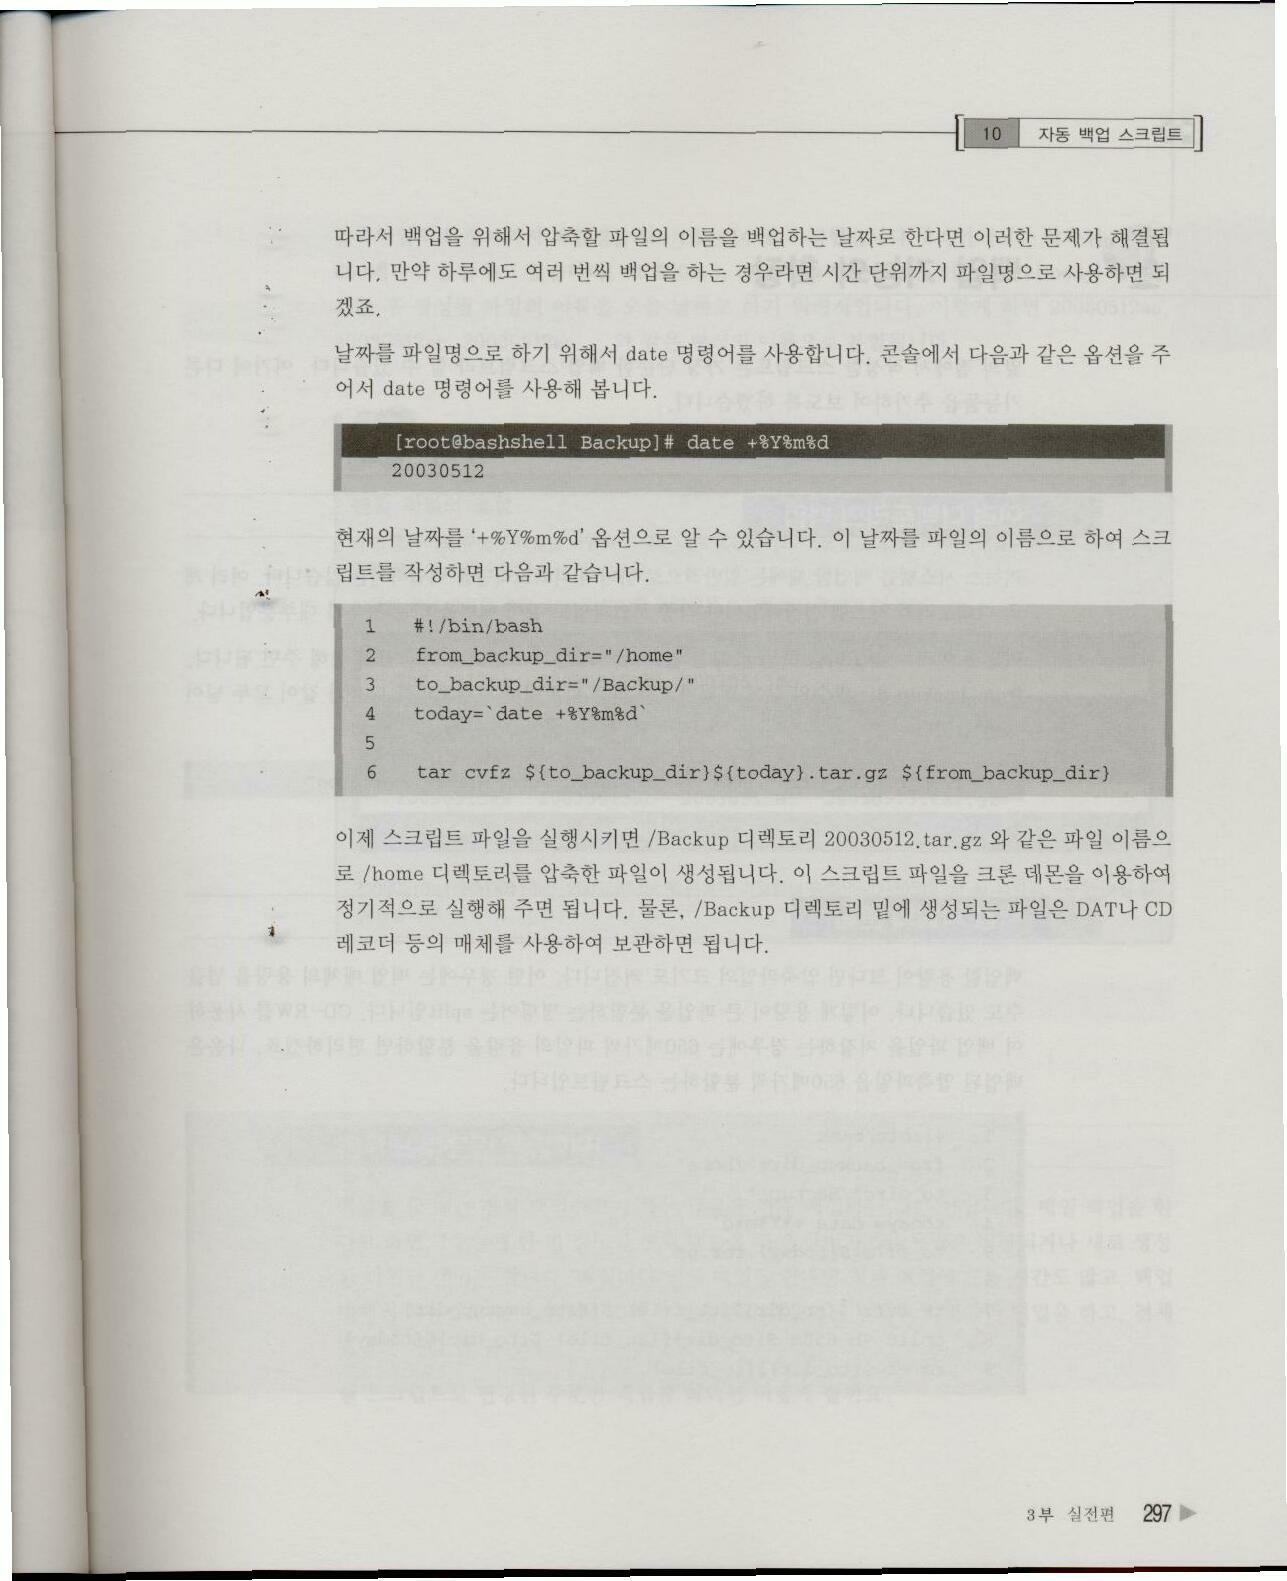 10 자동 백업 스크립트
따라서 백업을 위해서 압축할 파일의 이름을 백업하는 날짜로 한다면 이러한 문제가 해결됩
니다. 만약 하루에도 여러 번씩 백업을 하는 경우라면 시간 단위까지 파일명으로 사용하면 되
겠죠.
날짜를 파일명으로 하기 위해서 date 명령어를 사용합니다. 콘솔에서 다음과 같은 옵션을 주
어서 date 명령어를 사용해 봅니다.
[root@bashshell Backup]# date +%Y%m%d
20030512
현재의 날짜를 ‘+%Y%m%d’ 옵션으로 알 수 있습니다. 이 날짜를 파일의 이름으로 하여 스크
립트를 작성하면 다음과 같습니다.
1 #!/bin/bash
2 from_backup_dir="/home"
3 to_backup_dir="/Backup/"
4 today=`date +%Y%m%d`
5
6 tar cvfz ${to_backup_dir}${today}.tar.gz ${from_backup_dir}
이제 스크립트 파일을 실행시키면 /Backup 디렉토리 20030512.tar.gz 와 같은 파일 이름으
로 /home 디렉토리를 압축한 파일이 생성됩니다. 이 스크립트 파일을 크론 데몬을 이용하여
정기적으로 실행해 주면 됩니다. 물론, /Backup 디렉토리 밑에 생성되는 파일은 DAT나 CD
레코더 등의 매체를 사용하여 보관하면 됩니다.
3부 실전편 297